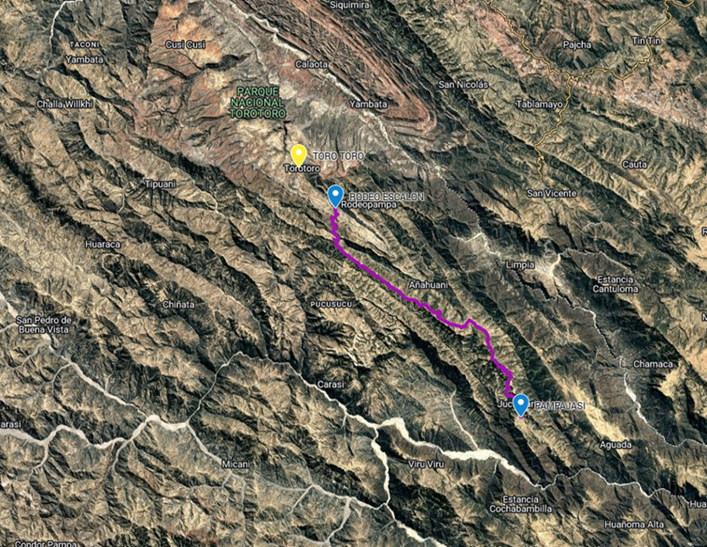 Siquimira
TACONI
Yambata
Cusi Cusi
Calaota
Pajcha
Tin Tin
San Nicolás
PARQUE
NACIONAL
TOROTORO
Challa Willkhi
Yambata
Tablamayo
TORO TORO
Torotoro
Cauta
Tipuani
RODEO ESCALON
Rodeopampa
San Vicente
Huaraca
Limpia
Añahuani
Estancia
Cantuloma
Chiñata
PUCUSUCU
San Pedro de
Buena Vista
Chamaca
Carasi
PAMPAJASI
arasi
Aguada
Micani
Viru Viru
Estancia
Cochabambilla
Huañoma Alta
Condor Pampa